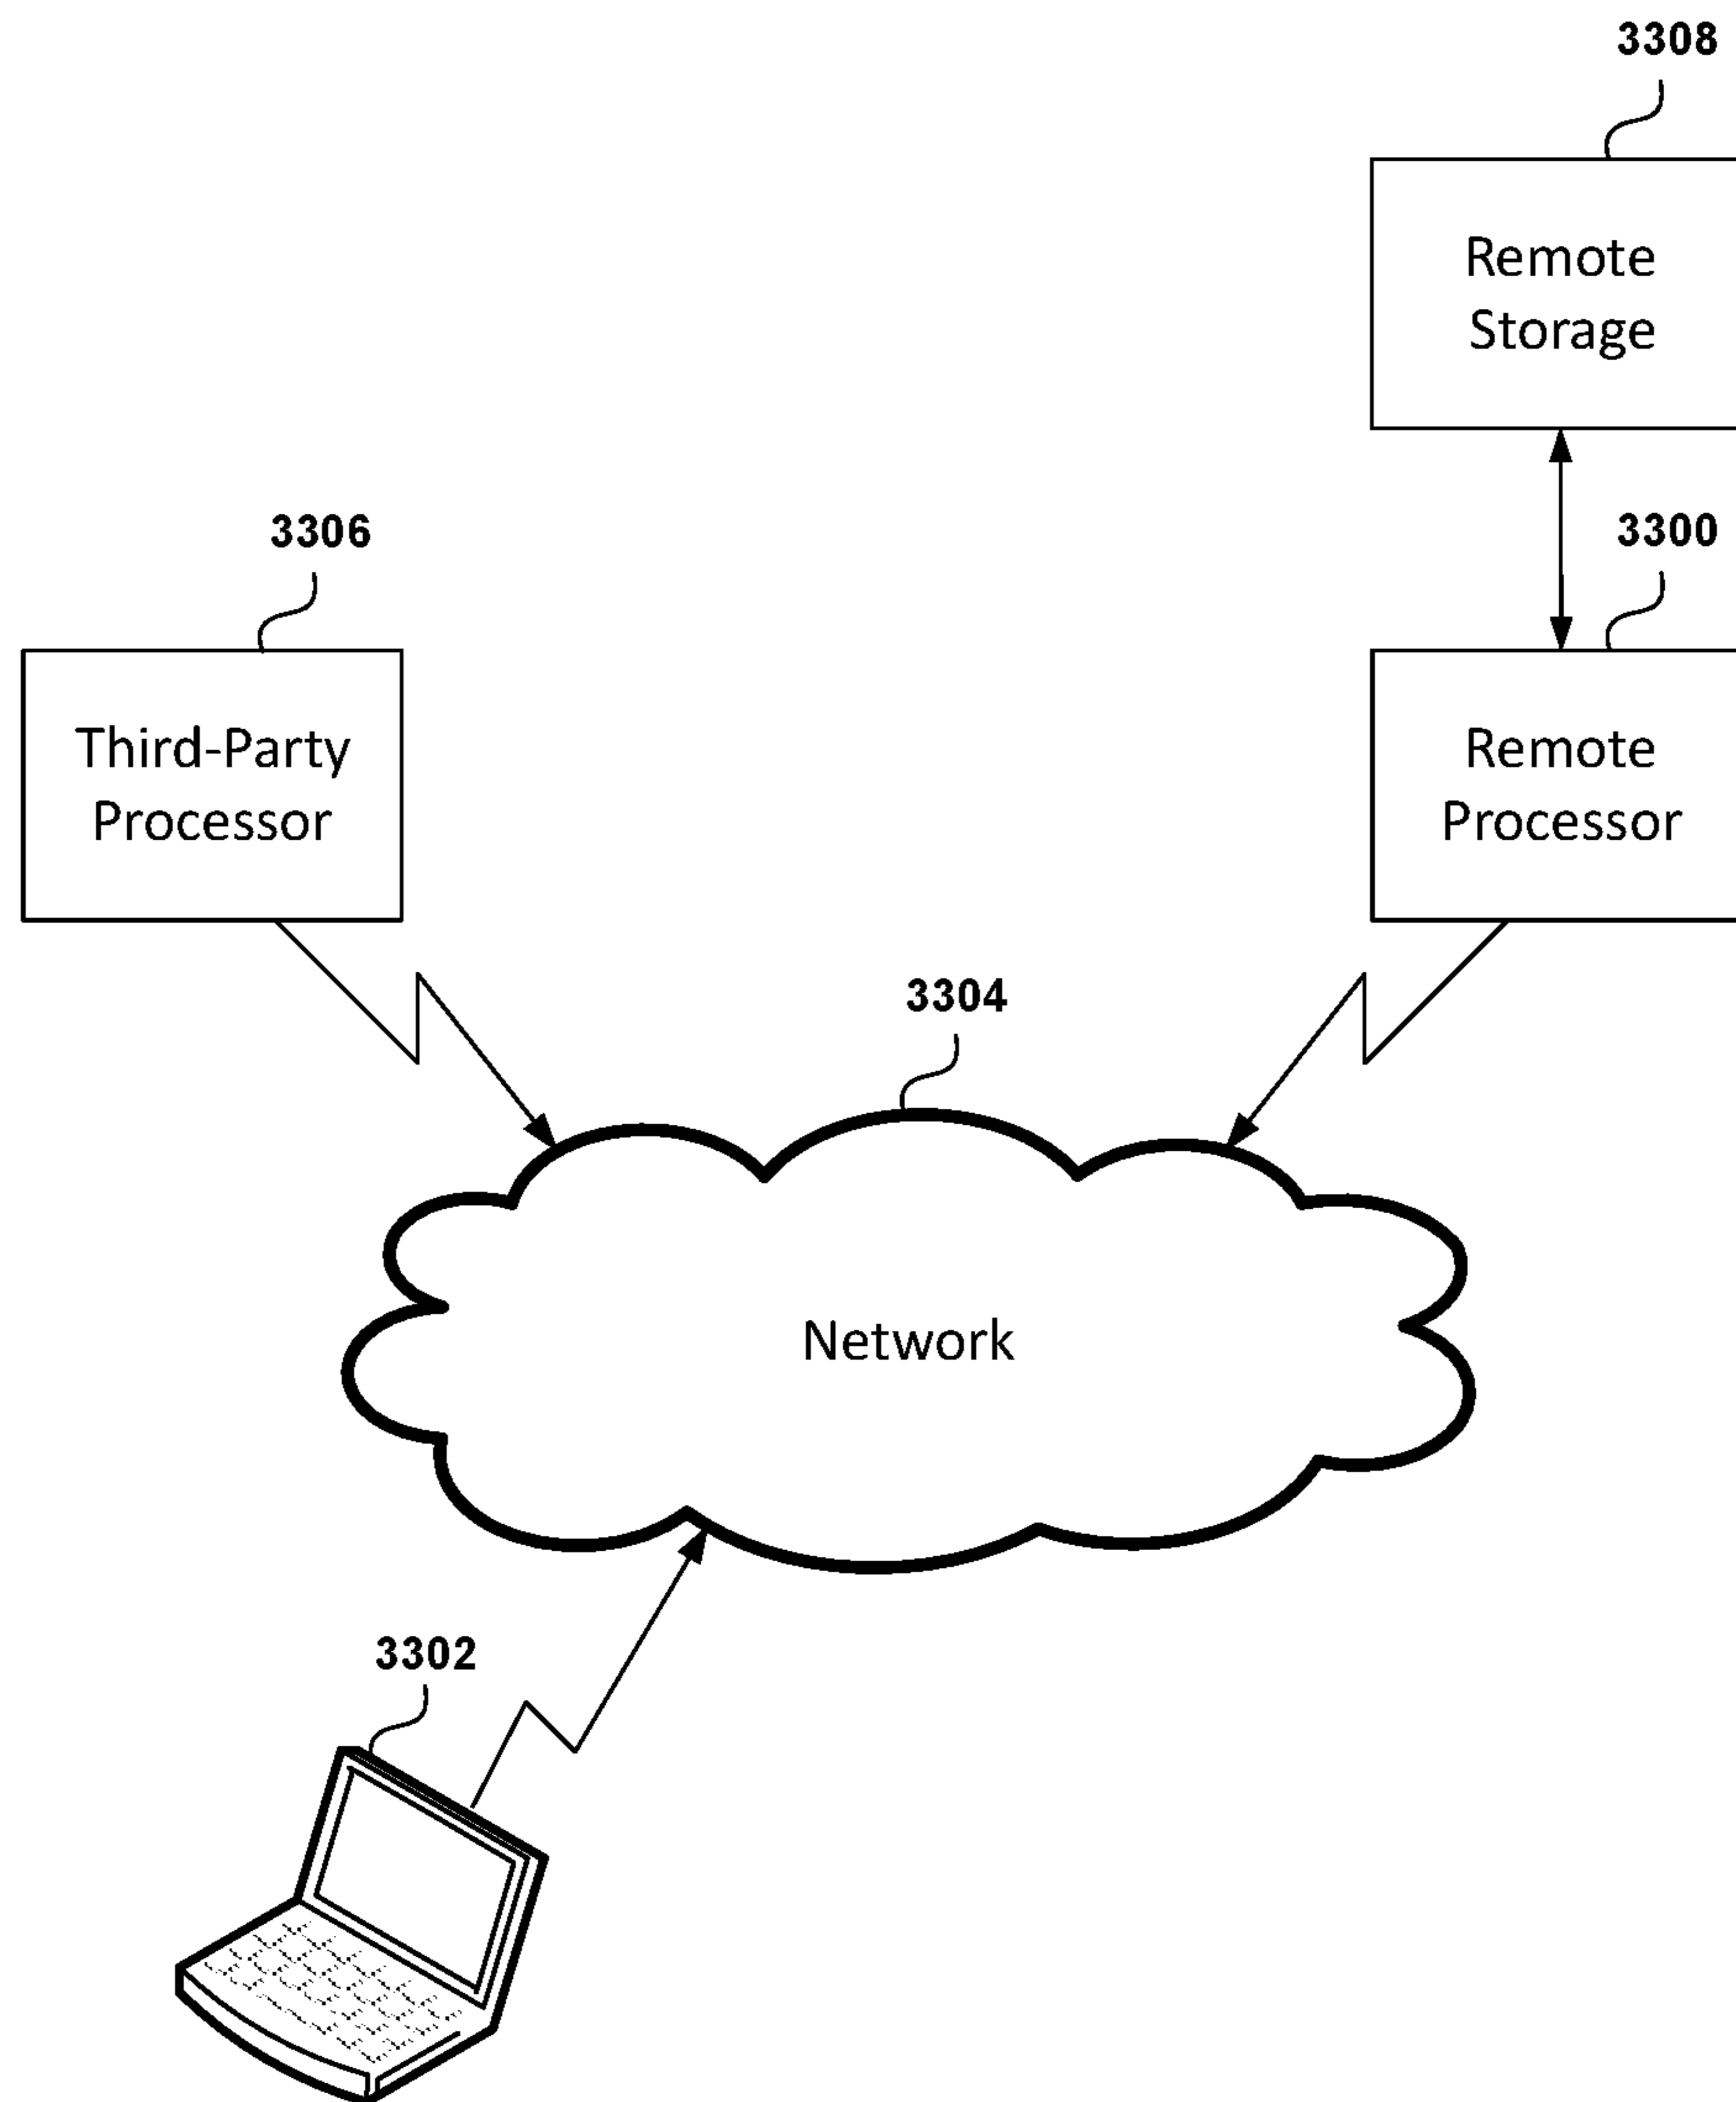 3308
Remote
Storage
3306
3300
Third-Party
Processor
Remote
Processor
3304
Network
3302